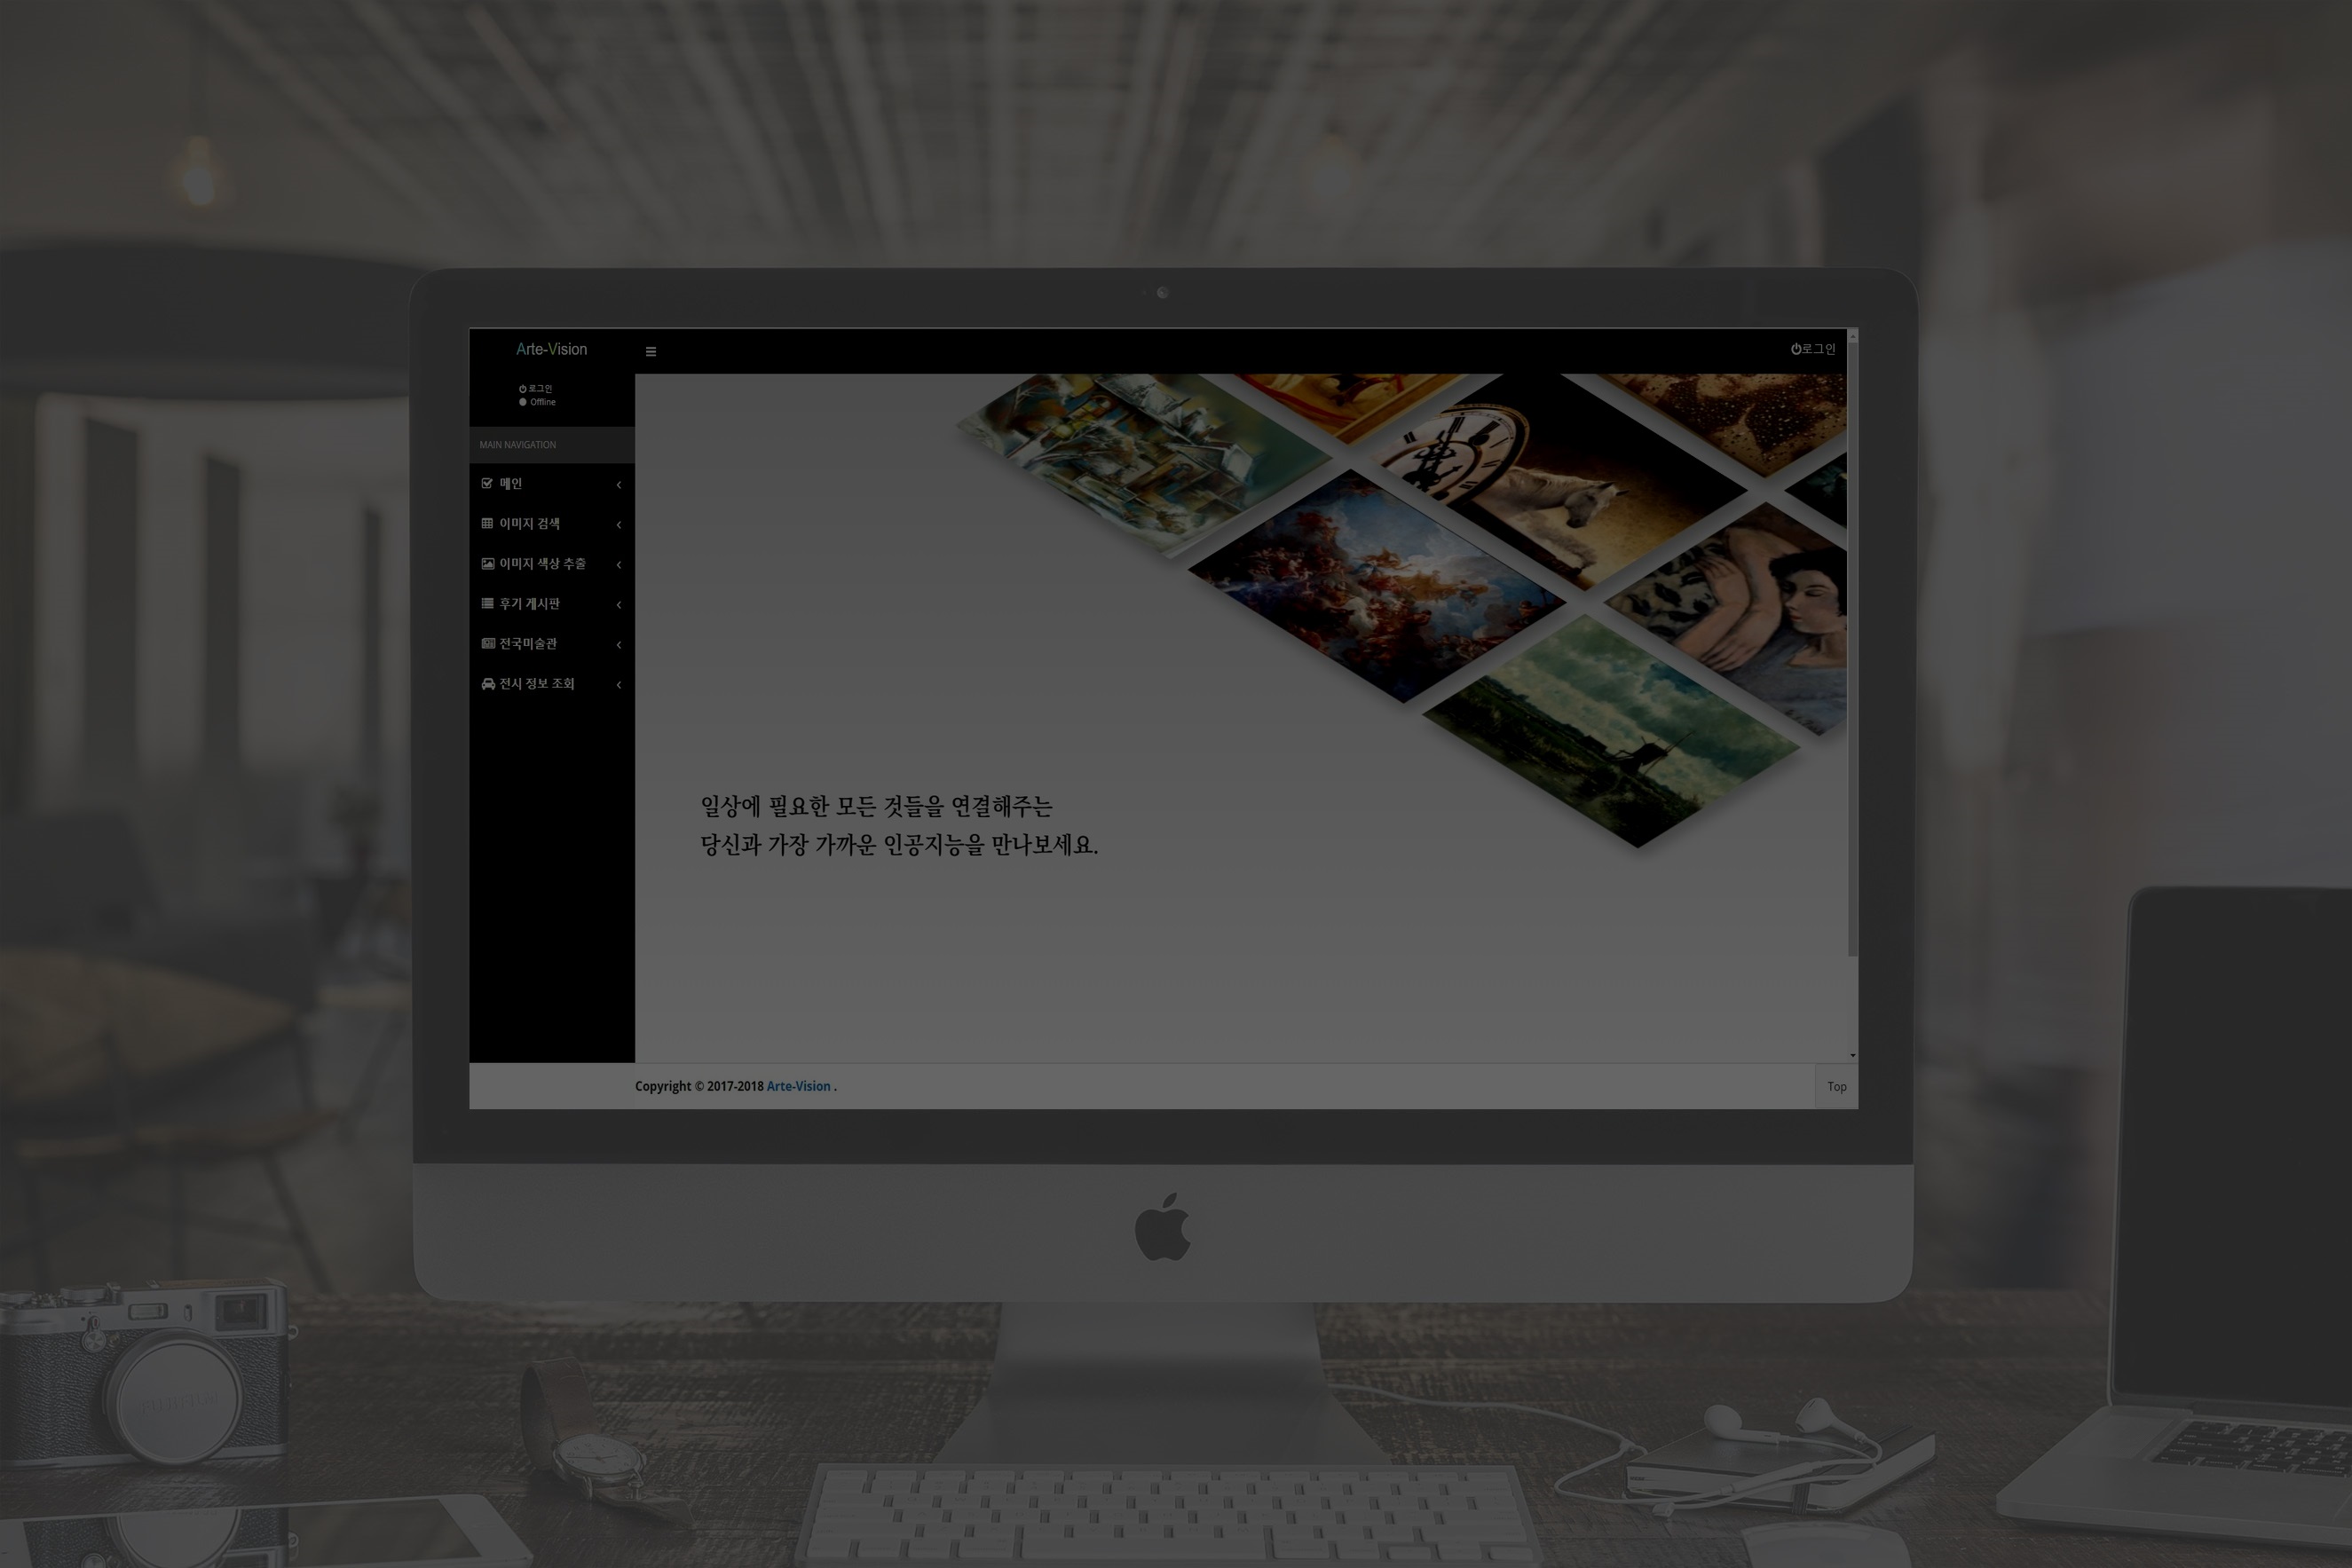 Arte-Vision
로그인
로그인
Offline
MAIN NAVIGATION
메인
이미지 검색
이미지 색상 추출
후기 게시판
전국미술관
전시 정보 조회
일상에 필요한 모든 것들을 연결해주는
당신과 가장 가까운 인공지능을 만나보세요.
Copyright © 2017-2018 Arte-Vision .
Top
FUJIFILM